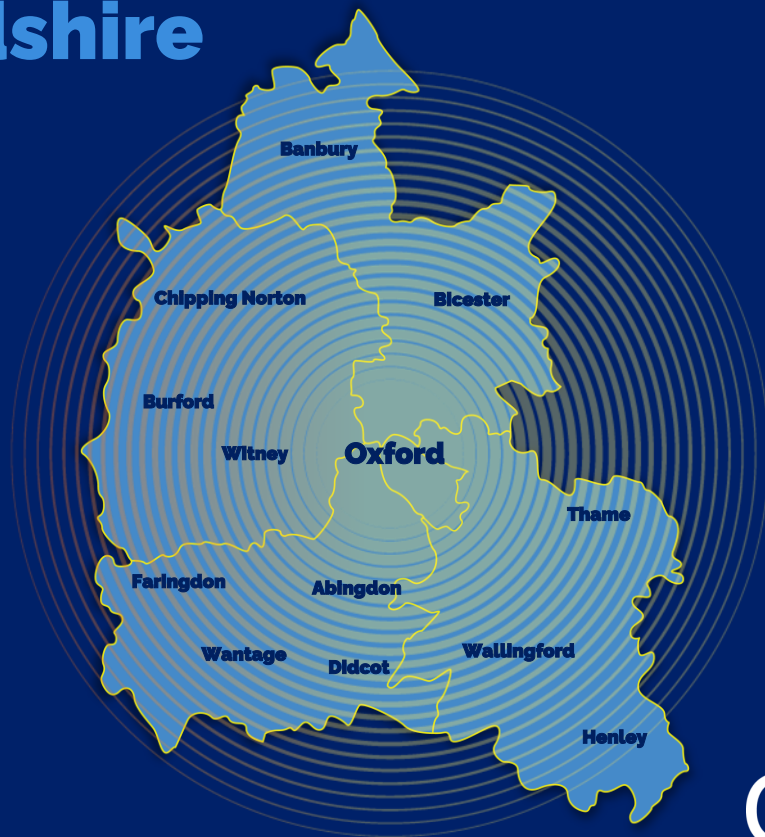 lshire
Banbury
Chipping Norton
Bicester
Burford
Witney
Oxford
Thame
Faringdon
Abingdon
Wantage
Didcot
Wallingford
Henley